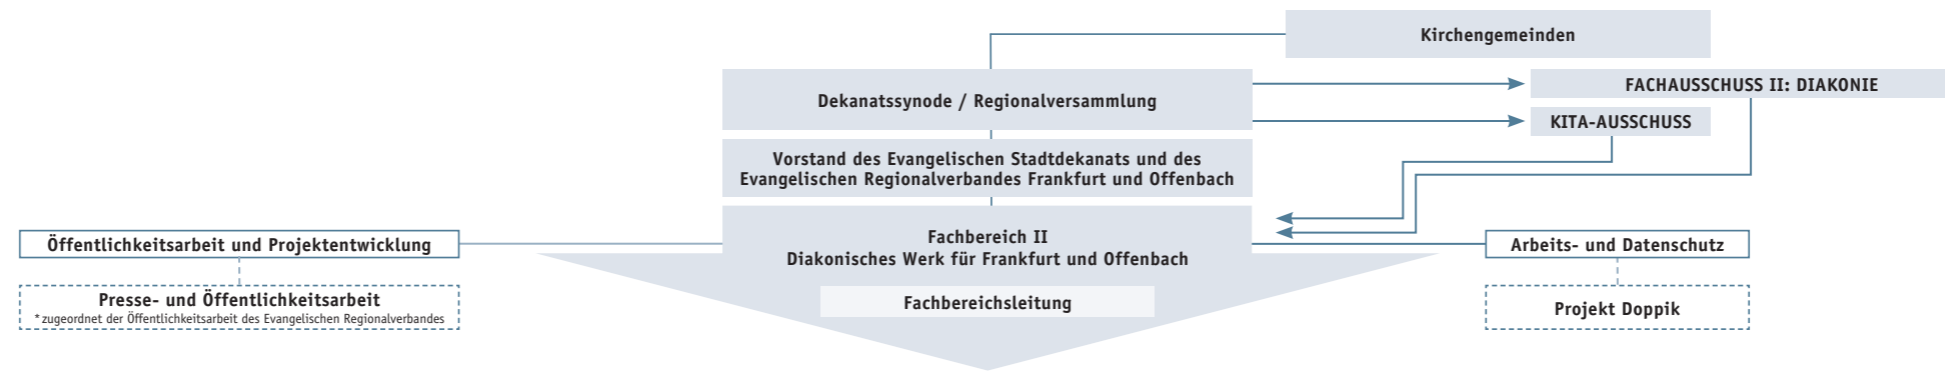 Kirchengemeinden
Dekanatssynode / Regionalversammlung
FACHAUSSCHUSS II: DIAKONIE
KITA-AUSSCHUSS
Vorstand des Evangelischen Stadtdekanats und des
Evangelischen Regionalverbandes Frankfurt und Offenbach
Öffentlichkeitsarbeit und Projektentwicklung
Fachbereich II
Diakonisches Werk für Frankfurt und Offenbach
Arbeits- und Datenschutz
Presse- und Öffentlichkeitsarbeit
*zugeordnet der Öffentlichkeitsarbeit des Evangelischen Regionalverbandes
Fachbereichsleitung
Projekt Doppik